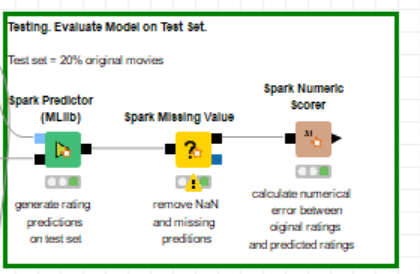 Testing. Evaluate Model on Test Set.
Test set = 20% original movies
Spark Predictor
(MLlib)
Spark Missing Value
Spark Numeric
Scorer
generate rating
predictions
on test set
remove NaN
and missing
preditions
calculate numerical
error between
oiginal ratings
and predicted ratings